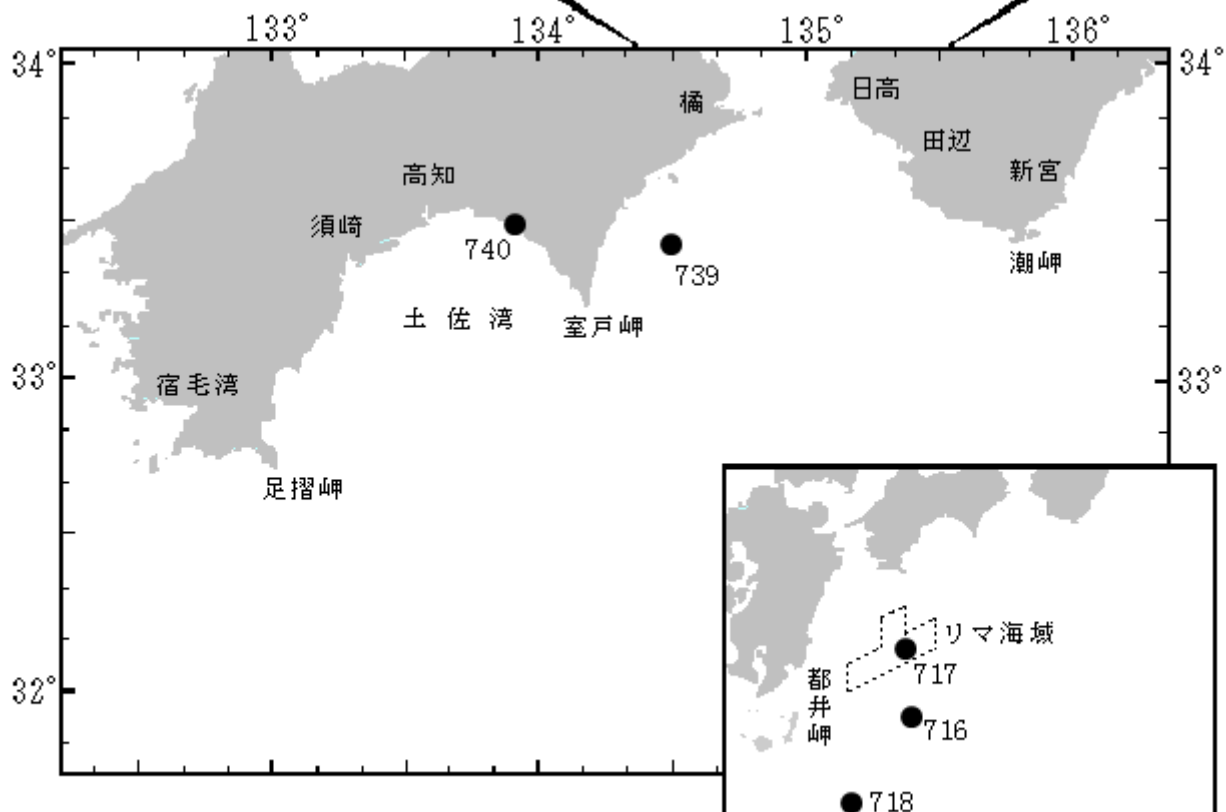 133° 134° 135° 136°
34° 34°
橘
日高
田辺
高知
新宮
須崎
740
739
潮岬
土佐湾
室戸岬
33° 33°
宿毛湾
足摺岬
リマ海域
717
都井岬
32°
716
718